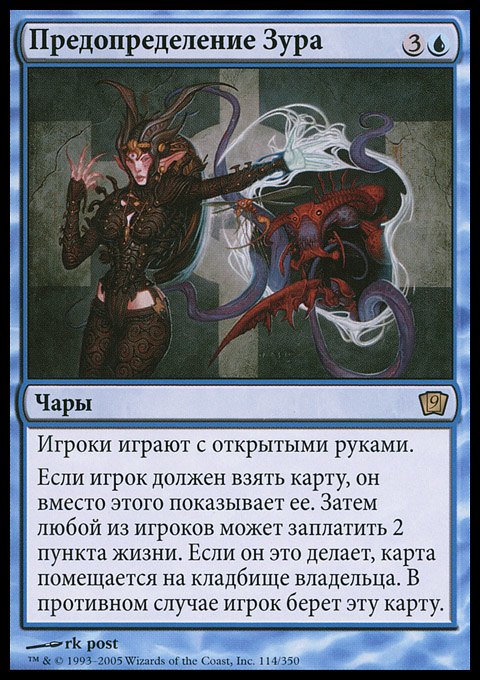 Предопределение Зура
3
Чары
9
Игроки играют с открытыми руками.
Если игрок должен взять карту, он
вместо этого показывает ее. Затем
любой из игроков может заплатить 2
пункта жизни. Если он это делает, карта
помещается на кладбище владельца. В
противном случае игрок берет эту карту.
rk post
™ & © 1993–2005 Wizards of the Coast, Inc. 114/350